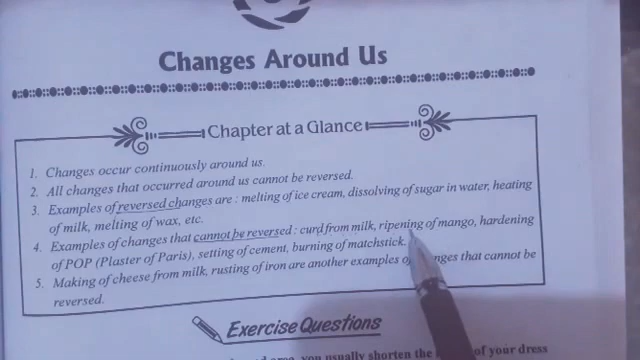 Changes Around Us
Chapter at a Glance
1. Changes occur continuously around us.
2. All changes that occurred around us cannot be reversed.
3. Examples of reversed changes are : melting of ice cream, dissolving of sugar in water, heating
of milk, melting of wax, etc.
4. Examples of changes that cannot be reversed : curd from milk, ripening of mango, hardening
of POP (Plaster of Paris), setting of cement, burning of matchstick.
5. Making of cheese from milk, rusting of iron are another examples of changes that cannot be
reversed.
Exercise Questions
you usually shorten the of your dress